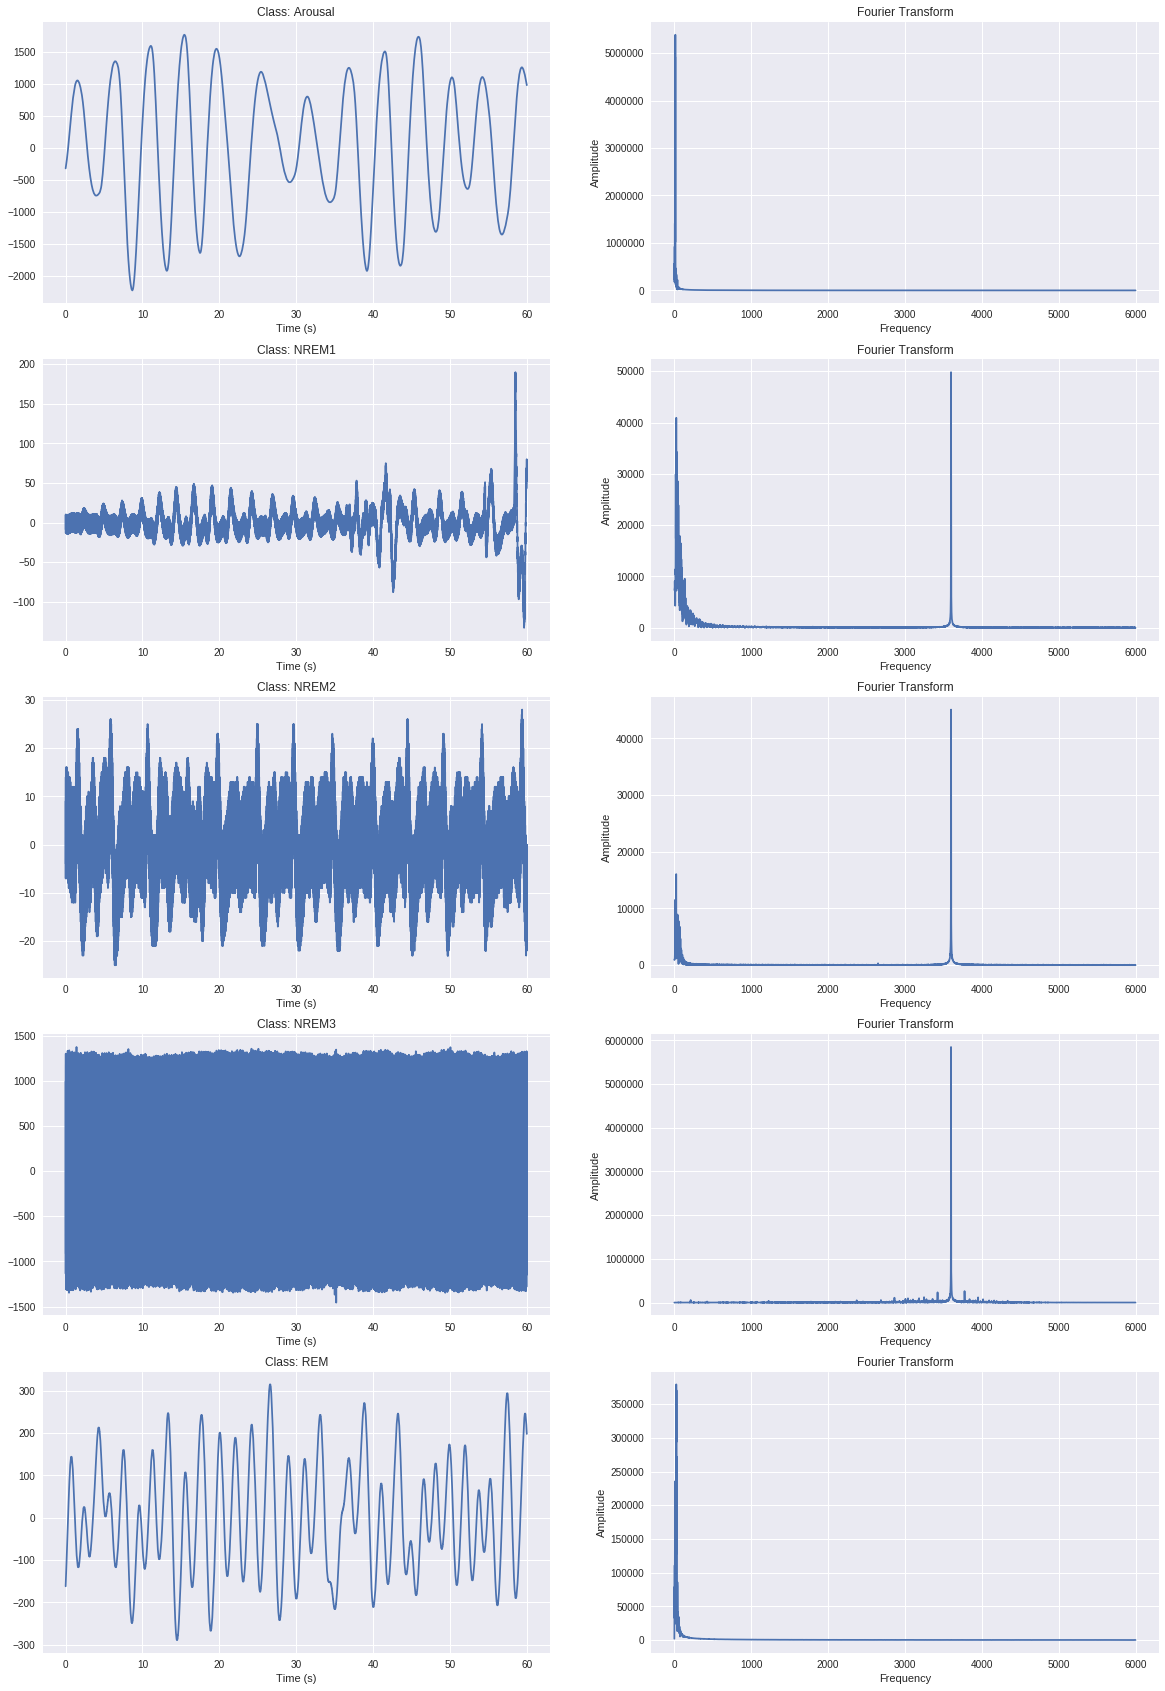 Class: Arousal
1500
1000
500
0
−500
−1000
−1500
−2000
0 10 20 30 40 50 60
Time (s)
Fourier Transform
Amplitude
5000000
4000000
3000000
2000000
1000000
0
0 1000 2000 3000 4000 5000 6000
Frequency
Class: NREM1
200
150
100
50
0
−50
−100
0 10 20 30 40 50 60
Time (s)
Fourier Transform
Amplitude
50000
40000
30000
20000
10000
0
0 1000 2000 3000 4000 5000 6000
Frequency
Class: NREM2
30
20
10
0
−10
−20
0 10 20 30 40 50 60
Time (s)
Fourier Transform
Amplitude
40000
30000
20000
10000
0
0 1000 2000 3000 4000 5000 6000
Frequency
Class: NREM3
1500
1000
500
0
−500
−1000
−1500
0 10 20 30 40 50 60
Time (s)
Fourier Transform
Amplitude
6000000
5000000
4000000
3000000
2000000
1000000
0
0 1000 2000 3000 4000 5000 6000
Frequency
Class: REM
300
200
100
0
−100
−200
−300
0 10 20 30 40 50 60
Time (s)
Fourier Transform
Amplitude
350000
300000
250000
200000
150000
100000
50000
0
0 1000 2000 3000 4000 5000 6000
Frequency